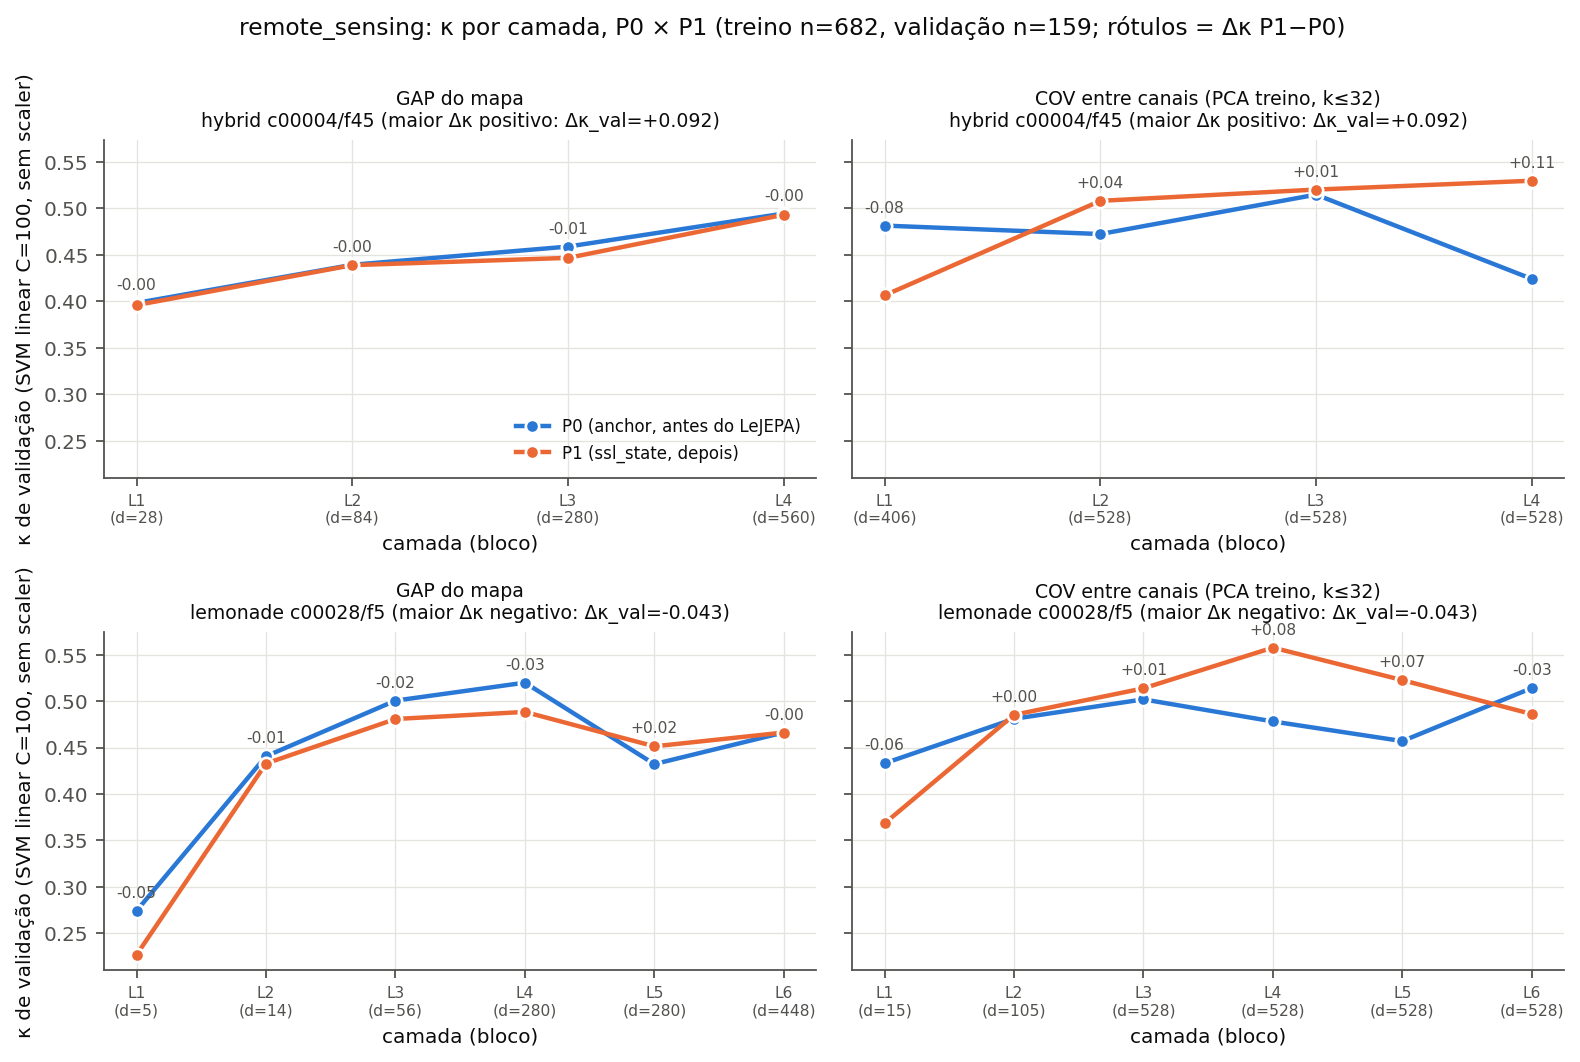 remote_sensing: κ por camada, P0 × P1 (treino n=682, validação n=159; rótulos = Δκ P1−P0)
GAP do mapa
hybrid c00004/f45 (maior Δκ positivo: Δκ_val=+0.092)
κ de validação (SVM linear C=100, sem scaler)
0.55
0.50
0.45
0.40
0.35
0.30
0.25
-0.00
-0.00
-0.01
-0.00
P0 (anchor, antes do LeJEPA)
P1 (ssl_state, depois)
L1 L2 L3 L4
(d=28) (d=84) (d=280) (d=560)
camada (bloco)
COV entre canais (PCA treino, k≤32)
hybrid c00004/f45 (maior Δκ positivo: Δκ_val=+0.092)
-0.08
+0.04
+0.01
+0.11
L1 L2 L3 L4
(d=406) (d=528) (d=528) (d=528)
camada (bloco)
GAP do mapa
lemonade c00028/f5 (maior Δκ negativo: Δκ_val=-0.043)
κ de validação (SVM linear C=100, sem scaler)
0.55
0.50
0.45
0.40
0.35
0.30
0.25
-0.05
-0.01
-0.02
-0.03
+0.02
-0.00
L1 L2 L3 L4 L5 L6
(d=5) (d=14) (d=56) (d=280) (d=280) (d=448)
camada (bloco)
COV entre canais (PCA treino, k≤32)
lemonade c00028/f5 (maior Δκ negativo: Δκ_val=-0.043)
-0.06
+0.00
+0.01
+0.08
+0.07
-0.03
L1 L2 L3 L4 L5 L6
(d=15) (d=105) (d=528) (d=528) (d=528) (d=528)
camada (bloco)